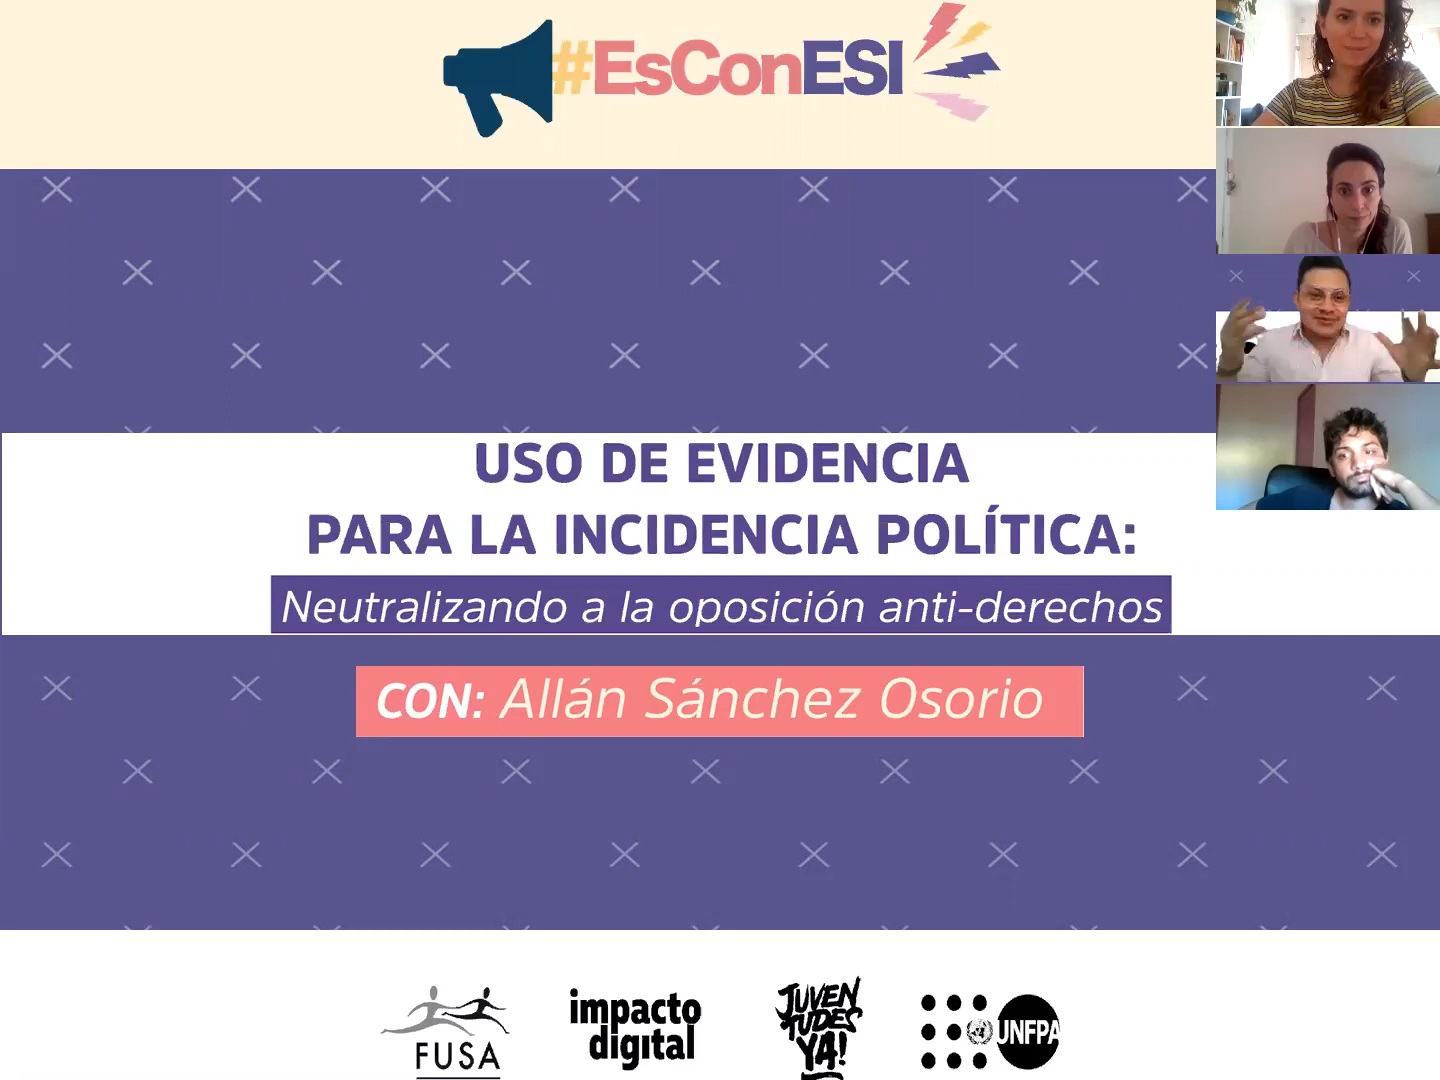 #EsConESI
USO DE EVIDENCIA
PARA LA INCIDENCIA POLÍTICA:
Neutralizando a la oposición anti-derechos
CON: Allán Sánchez Osorio
FUSA
impacto
digital
JUVEN
TUDES
YA!
UNFPA